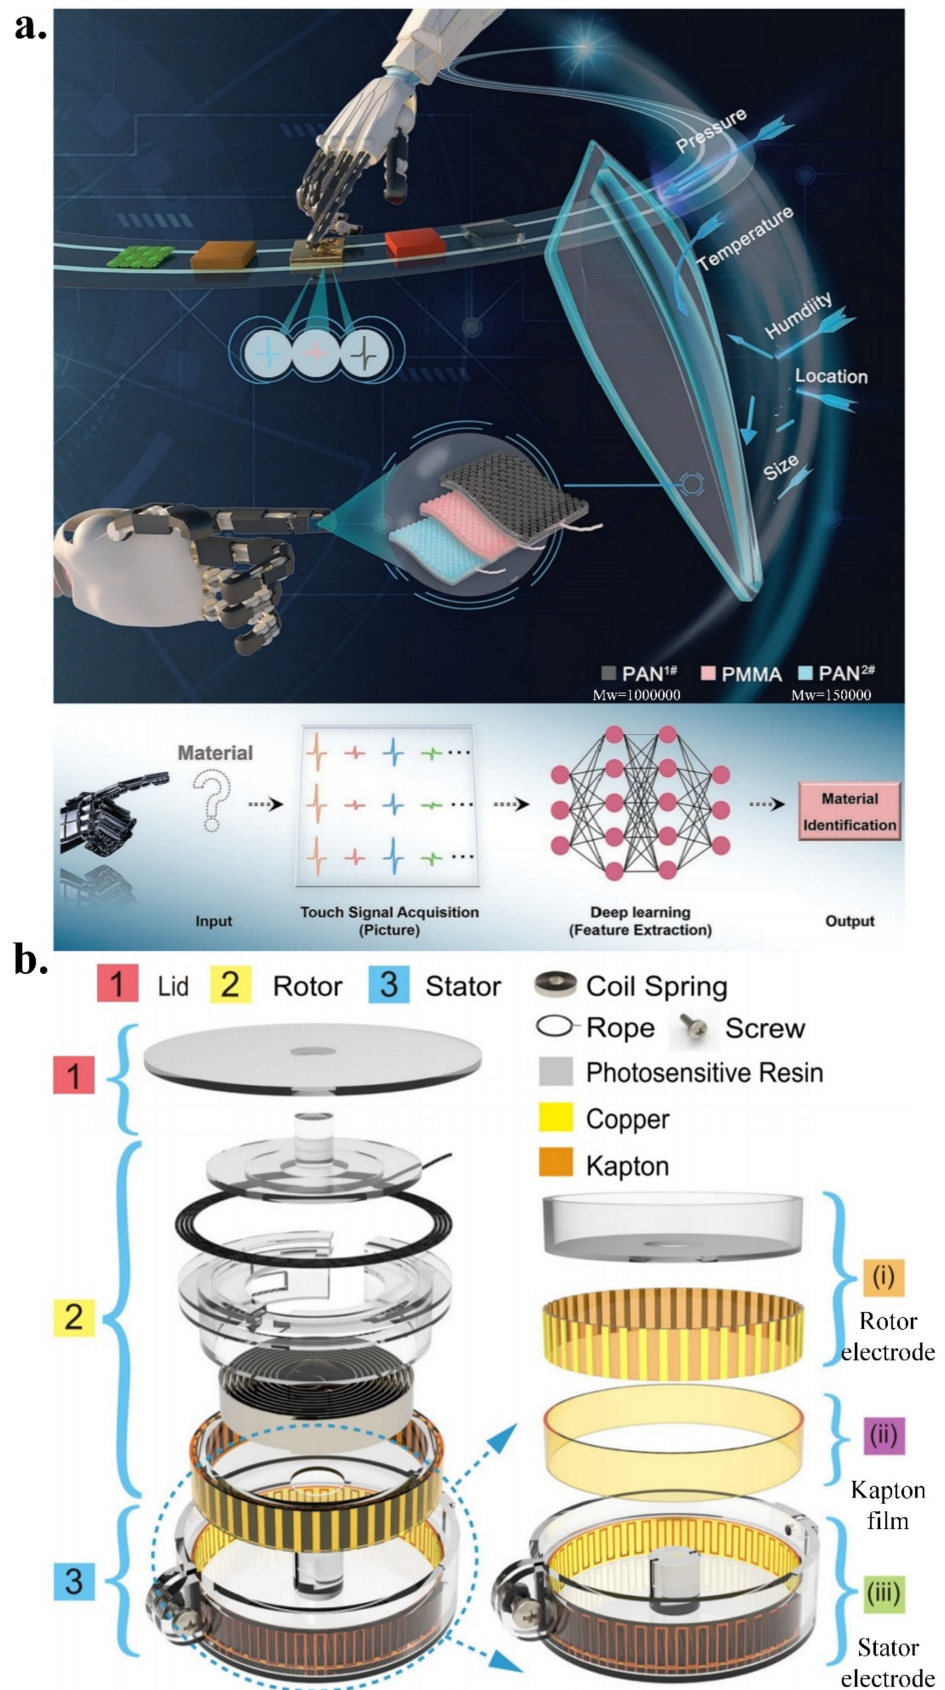 a.
Pressure
Temperature
Humdiity
Location
Size
PAN1# PMMA PAN2#
Mw=1000000 Mw=150000
Material
?
Material
Identification
Input
Touch Signal Acquisition
(Picture)
Deep learning
(Feature Extraction)
Output
b.
1 Lid 2 Rotor 3 Stator
Coil Spring
Rope Screw
Photosensitive Resin
Copper
Kapton
1
2
3
(i)
Rotor
electrode
(ii)
Kapton
film
(iii)
Stator
electrode